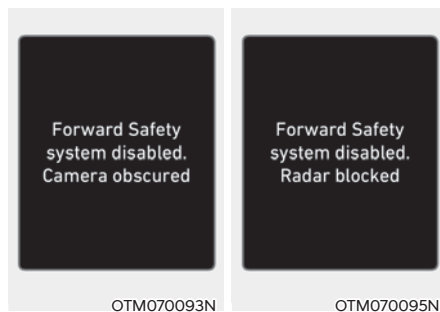 Forward Safety
system disabled.
Camera obscured
OTM070093N
Forward Safety
system disabled.
Radar blocked
OTM070095N